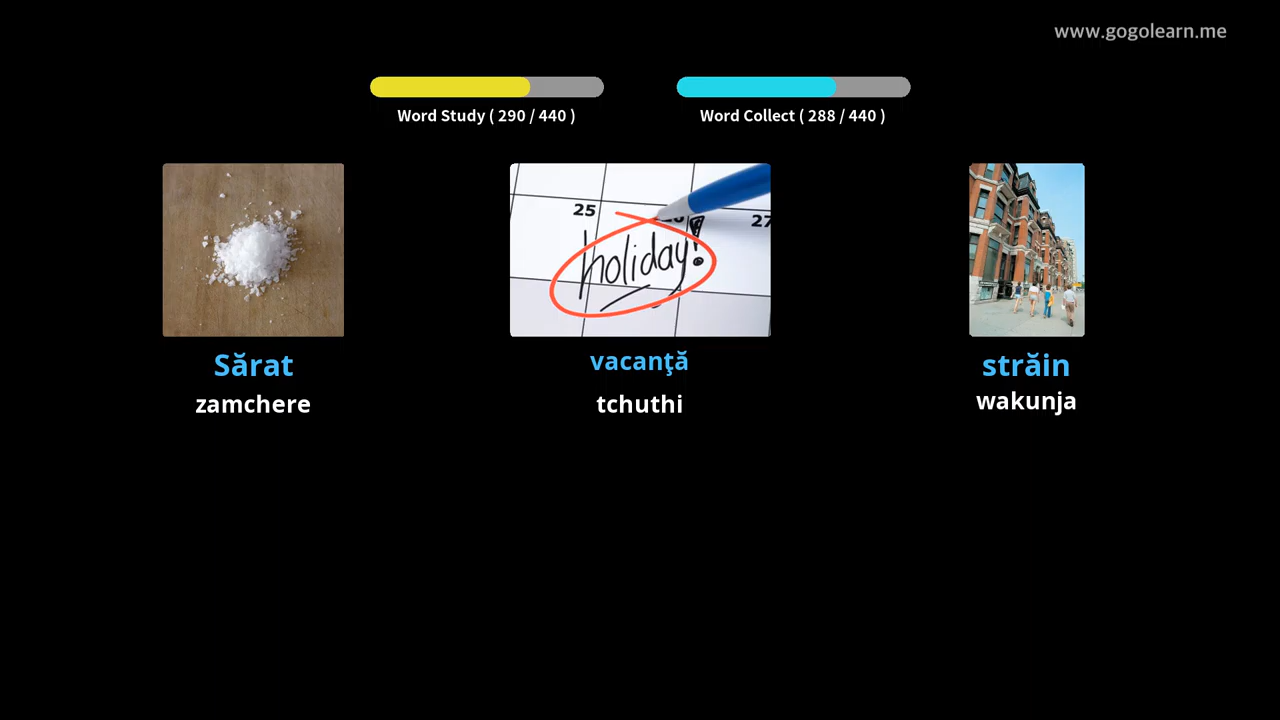 www.gogolearn.me
Word Study ( 290 / 440 )
Word Collect ( 288 / 440 )
25
27
holiday!
Sărat
vacanţă
străin
zamchere
tchuthi
wakunja